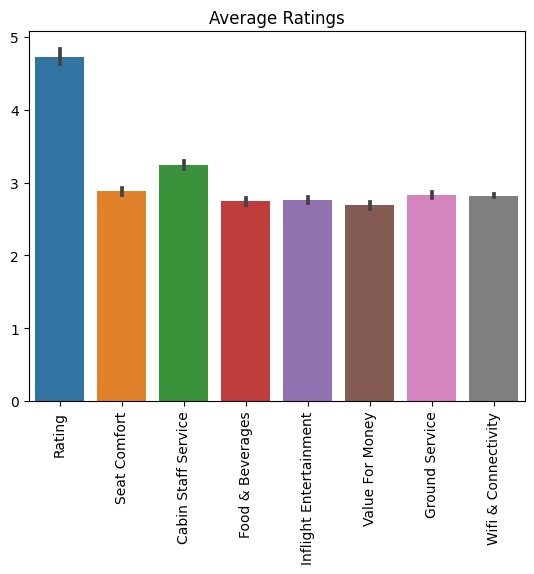 Average Ratings
5
4
3
2
1
0
Rating
Seat Comfort
Cabin Staff Service
Food & Beverages
Inflight Entertainment
Value For Money
Ground Service
Wifi & Connectivity